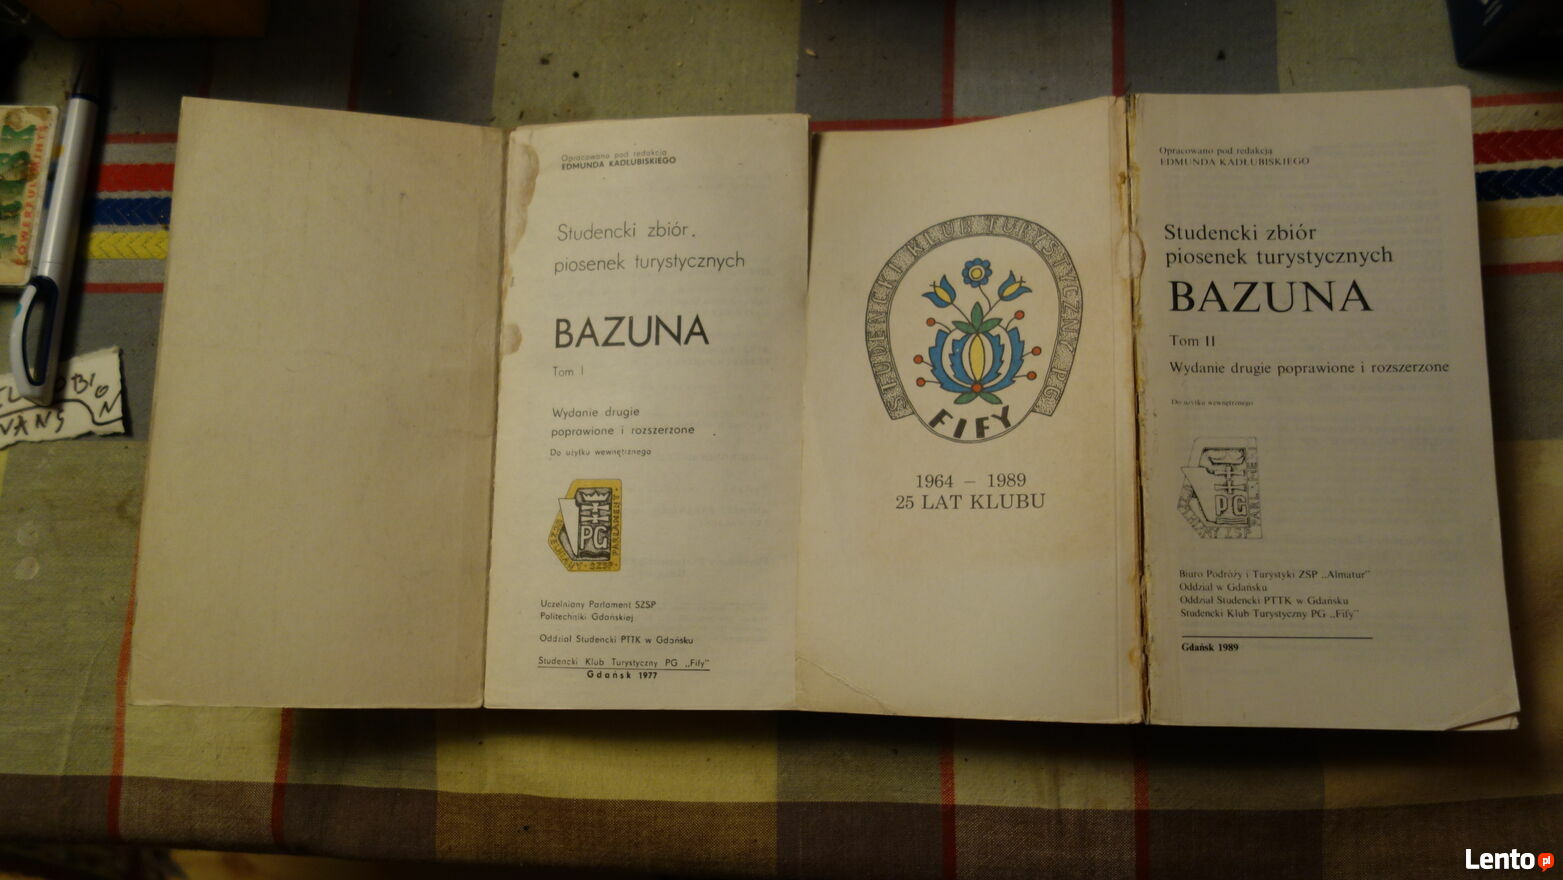 Opracowano pod redakcją
EDMUNDA KADŁUBISKIEGO
Studencki zbiór
piosenek turystycznych
BAZUNA
Tom I
Wydanie drugie
poprawione i rozszerzone
Do użytku wewnętrznego
PG
PARLAMENT
SZSP
Uczelniany Parlament SZSP
Politechniki Gdańskiej
Oddział Studencki PTTK w Gdańsku
Studencki Klub Turystyczny PG „Fify"
Gdańsk 1977
STUDENCKI KLUB TURYSTYCZNY PG
FIFY
1964 – 1989
25 LAT KLUBU
Opracowano pod redakcją
EDMUNDA KADŁUBISKIEGO
Studencki zbiór
piosenek turystycznych
BAZUNA
Tom II
Wydanie drugie poprawione i rozszerzone
Do użytku wewnętrznego
PG
ZSP
Biuro Podróży i Turystyki ZSP „Almatur"
Oddział w Gdańsku
Oddział Studencki PTTK w Gdańsku
Studencki Klub Turystyczny PG „Fify"
Gdańsk 1989
VANS
Lento pl